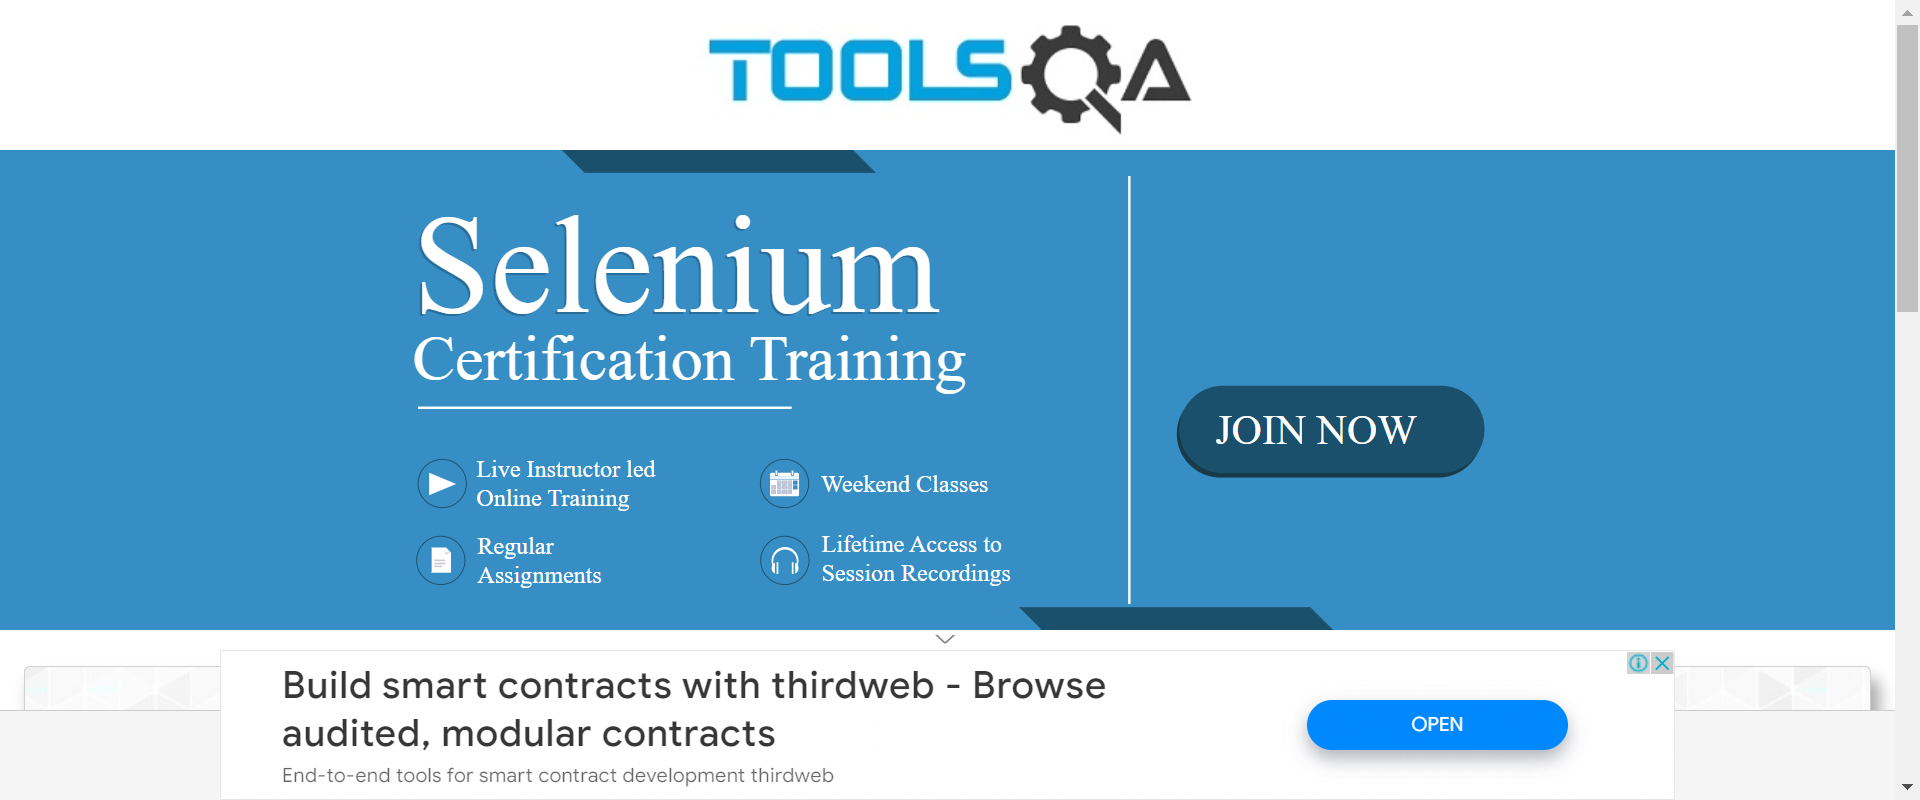 TOOLSQA
Selenium
Certification Training
Live Instructor led
Online Training
Weekend Classes
Regular
Assignments
Lifetime Access to
Session Recordings
JOIN NOW
Build smart contracts with thirdweb - Browse
audited, modular contracts
End-to-end tools for smart contract development thirdweb
OPEN